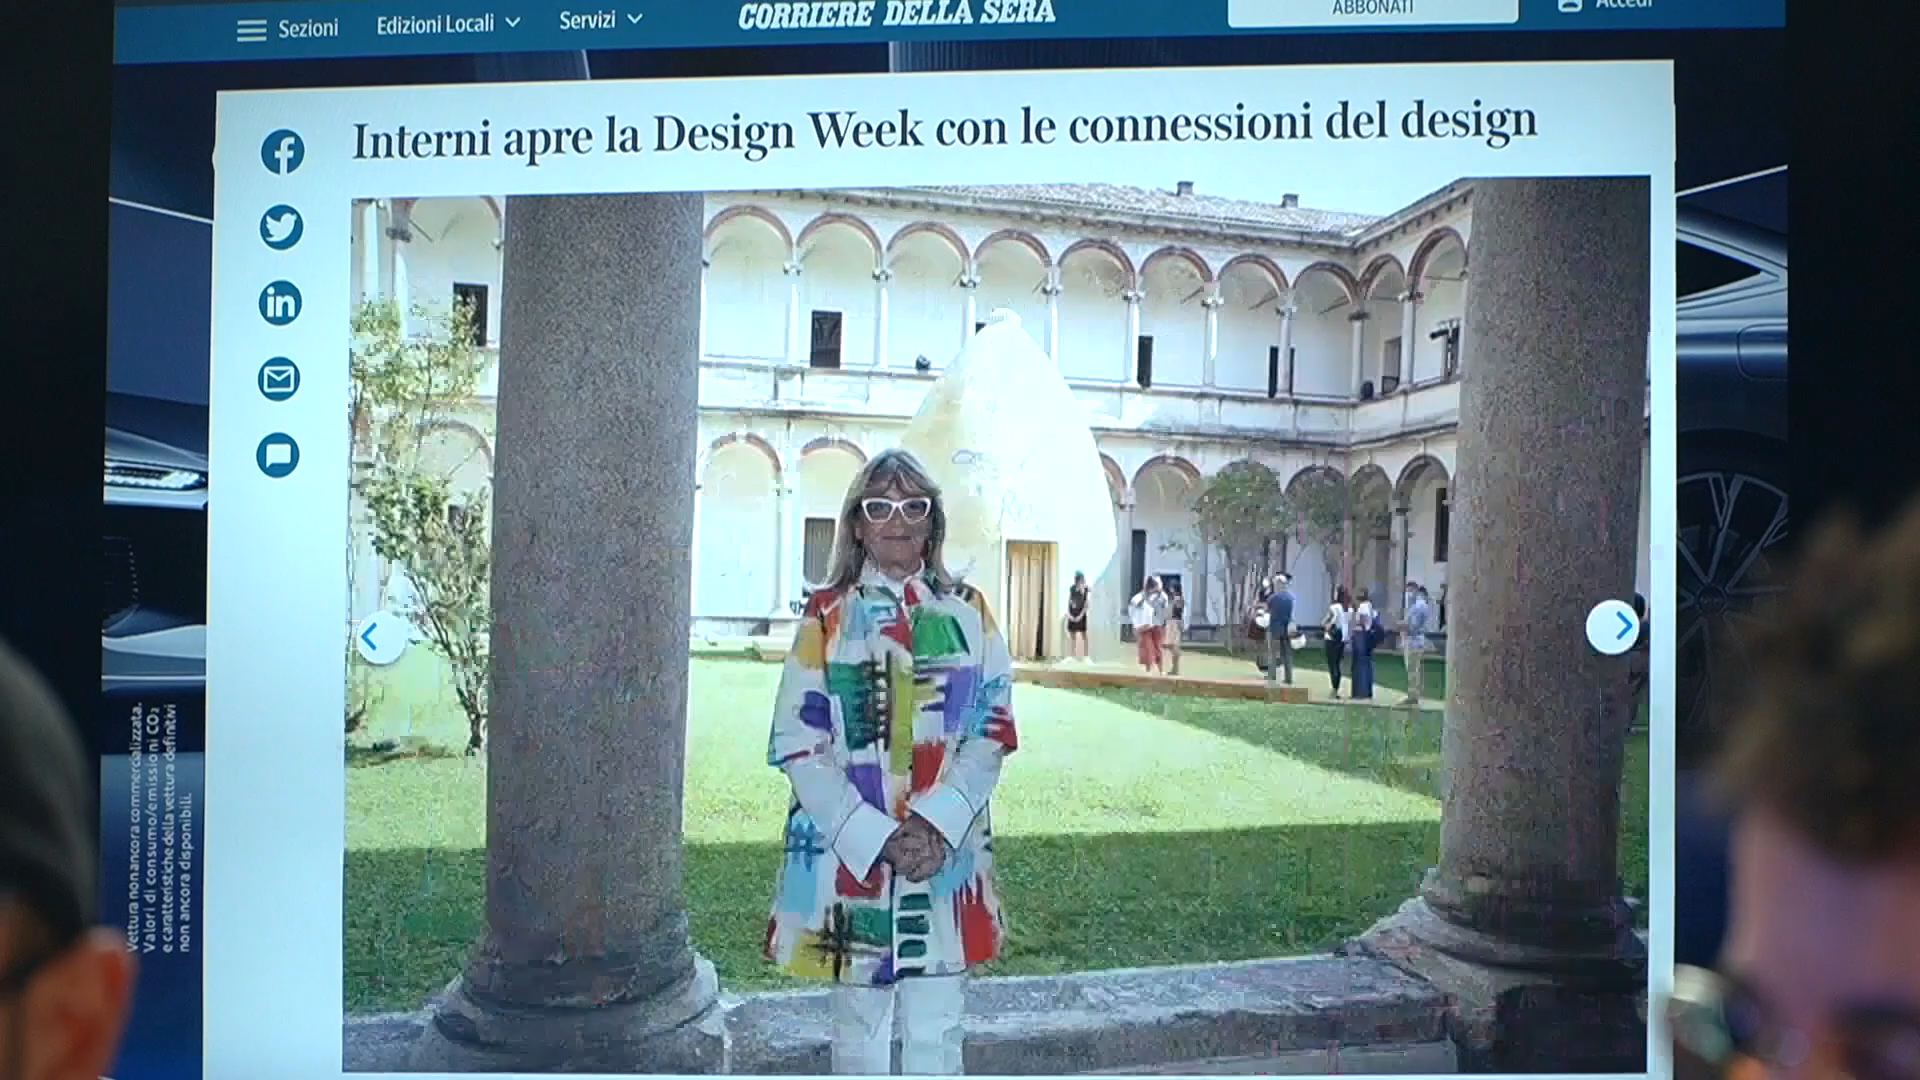 Sezioni
Edizioni Locali
Servizi
CORRIERE DELLA SERA
ABBONATI
Accedi
Interni apre la Design Week con le connessioni del design
Vettura non ancora commercializzata.
Valori di consumo/emissioni CO₂
e caratteristiche della vettura definitivi
non ancora disponibili.